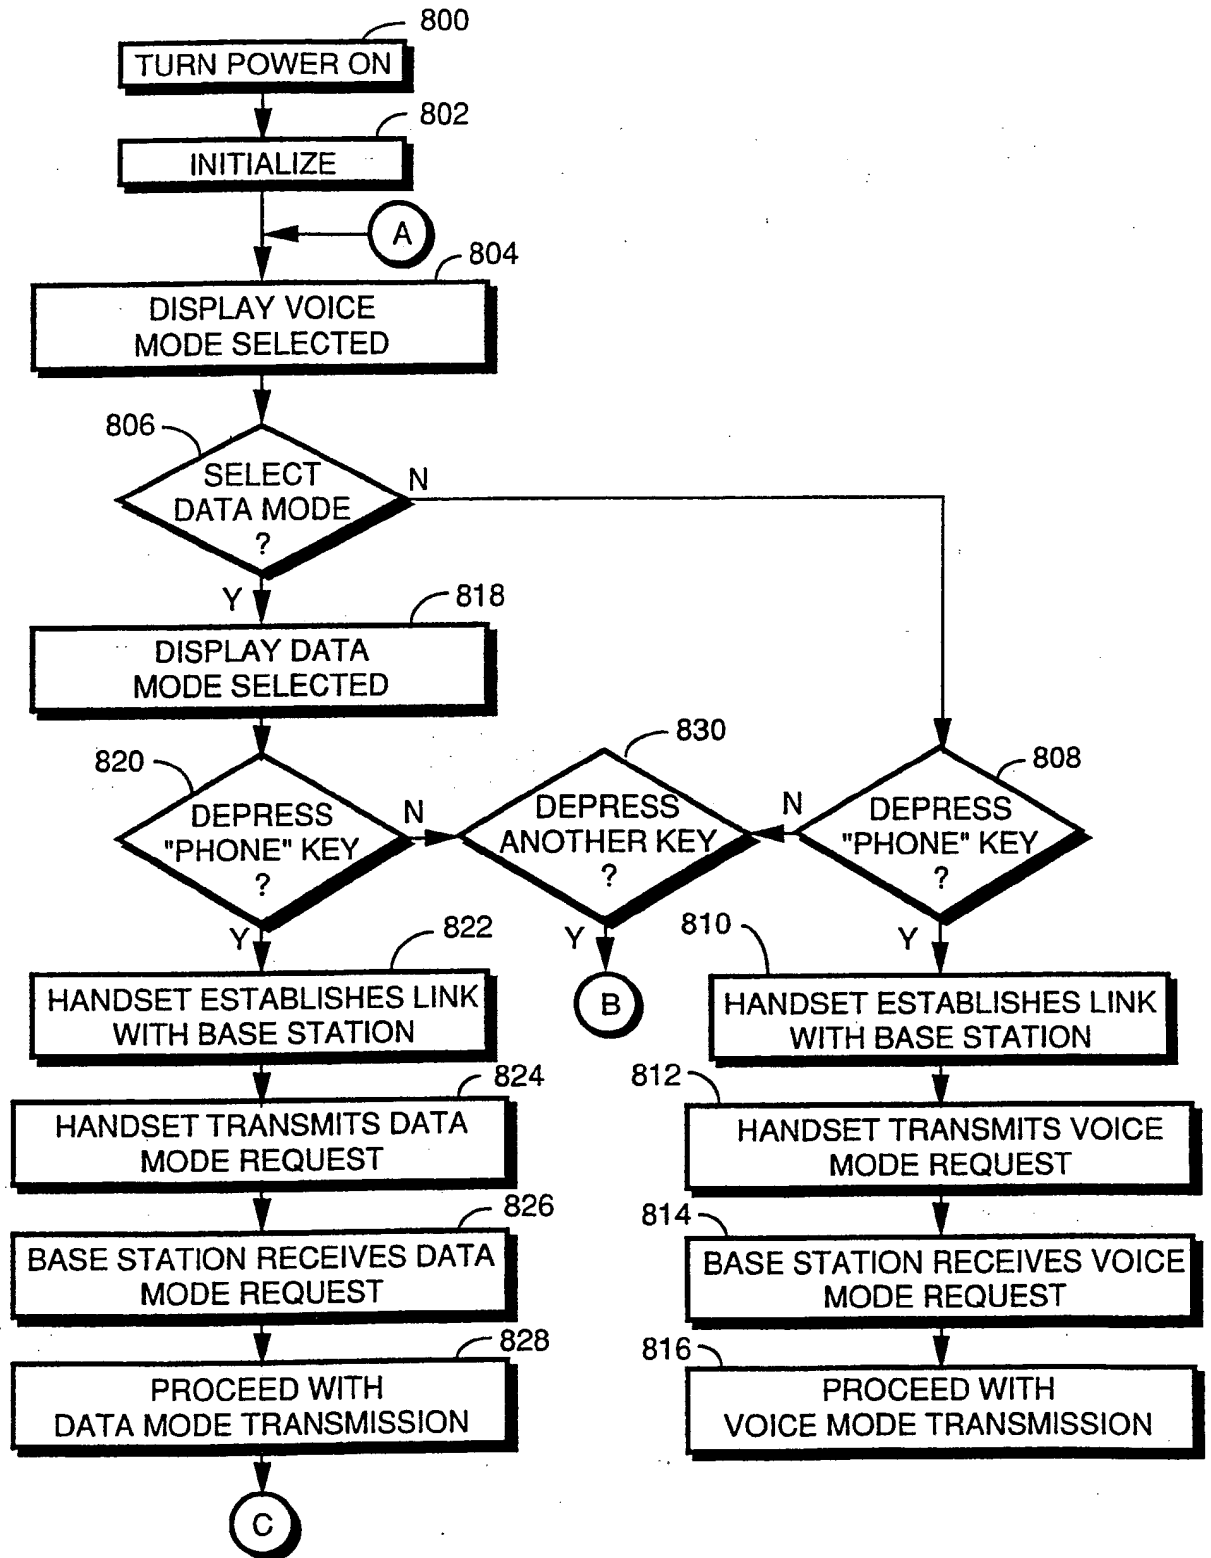 800
TURN POWER ON
802
INITIALIZE
A
804
DISPLAY VOICE
MODE SELECTED
806
SELECT
DATA MODE
?
N
Y
818
DISPLAY DATA
MODE SELECTED
820
DEPRESS
"PHONE" KEY
?
N
Y
830
DEPRESS
ANOTHER KEY
?
Y
B
808
DEPRESS
"PHONE" KEY
?
N
Y
822
HANDSET ESTABLISHES LINK
WITH BASE STATION
824
HANDSET TRANSMITS DATA
MODE REQUEST
826
BASE STATION RECEIVES DATA
MODE REQUEST
828
PROCEED WITH
DATA MODE TRANSMISSION
C
810
HANDSET ESTABLISHES LINK
WITH BASE STATION
812
HANDSET TRANSMITS VOICE
MODE REQUEST
814
BASE STATION RECEIVES VOICE
MODE REQUEST
816
PROCEED WITH
VOICE MODE TRANSMISSION